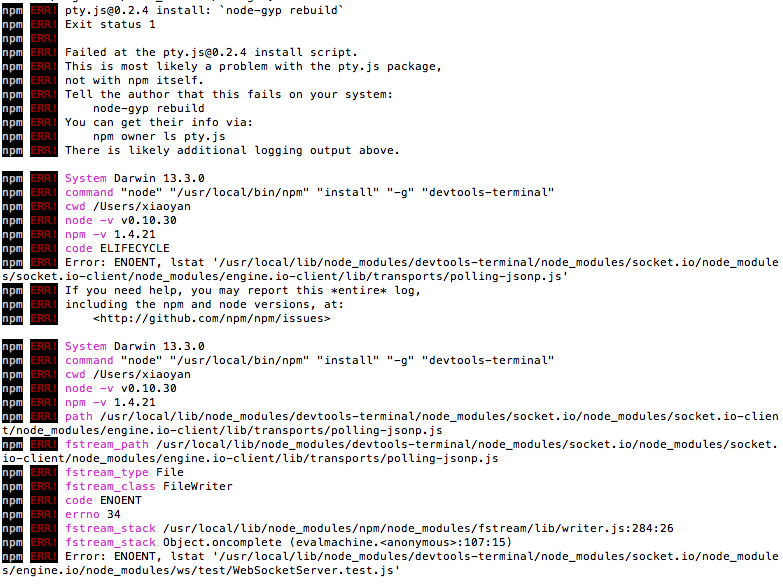 npm ERR! pty.js@0.2.4 install: `node-gyp rebuild`
npm ERR! Exit status 1
npm ERR!
npm ERR! Failed at the pty.js@0.2.4 install script.
npm ERR! This is most likely a problem with the pty.js package,
npm ERR! not with npm itself.
npm ERR! Tell the author that this fails on your system:
npm ERR!     node-gyp rebuild
npm ERR! You can get their info via:
npm ERR!     npm owner ls pty.js
npm ERR! There is likely additional logging output above.

npm ERR! System Darwin 13.3.0
npm ERR! command "node" "/usr/local/bin/npm" "install" "-g" "devtools-terminal"
npm ERR! cwd /Users/xiaoyan
npm ERR! node -v v0.10.30
npm ERR! npm -v 1.4.21
npm ERR! code ELIFECYCLE
npm ERR! Error: ENOENT, lstat '/usr/local/lib/node_modules/devtools-terminal/node_modules/socket.io/node_module
s/socket.io-client/node_modules/engine.io-client/lib/transports/polling-jsonp.js'
npm ERR! If you need help, you may report this *entire* log,
npm ERR! including the npm and node versions, at:
npm ERR!     <http://github.com/npm/npm/issues>

npm ERR! System Darwin 13.3.0
npm ERR! command "node" "/usr/local/bin/npm" "install" "-g" "devtools-terminal"
npm ERR! cwd /Users/xiaoyan
npm ERR! node -v v0.10.30
npm ERR! npm -v 1.4.21
npm ERR! path /usr/local/lib/node_modules/devtools-terminal/node_modules/socket.io/node_modules/socket.io-clien
t/node_modules/engine.io-client/lib/transports/polling-jsonp.js
npm ERR! fstream_path /usr/local/lib/node_modules/devtools-terminal/node_modules/socket.io/node_modules/socket.
io-client/node_modules/engine.io-client/lib/transports/polling-jsonp.js
npm ERR! fstream_type File
npm ERR! fstream_class FileWriter
npm ERR! code ENOENT
npm ERR! errno 34
npm ERR! fstream_stack /usr/local/lib/node_modules/npm/node_modules/fstream/lib/writer.js:284:26
npm ERR! fstream_stack Object.oncomplete (evalmachine.<anonymous>:107:15)
npm ERR! Error: ENOENT, lstat '/usr/local/lib/node_modules/devtools-terminal/node_modules/socket.io/node_module
s/engine.io/node_modules/ws/test/WebSocketServer.test.js'